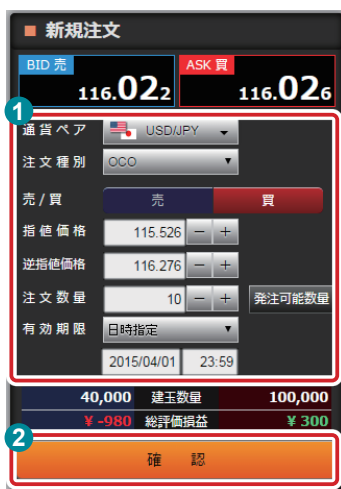 新規注文
BID 売 ASK 買
116.022 116.026
1
通貨ペア USD/JPY
注文種別 OCO
売/買 売 買
指値価格 115.526 − +
逆指値価格 116.276 − +
注文数量 10 − + 発注可能数量
有効期限 日時指定
2015/04/01 23:59
40,000 建玉数量 100,000
¥ -980 総評価損益 ¥ 300
2
確 認